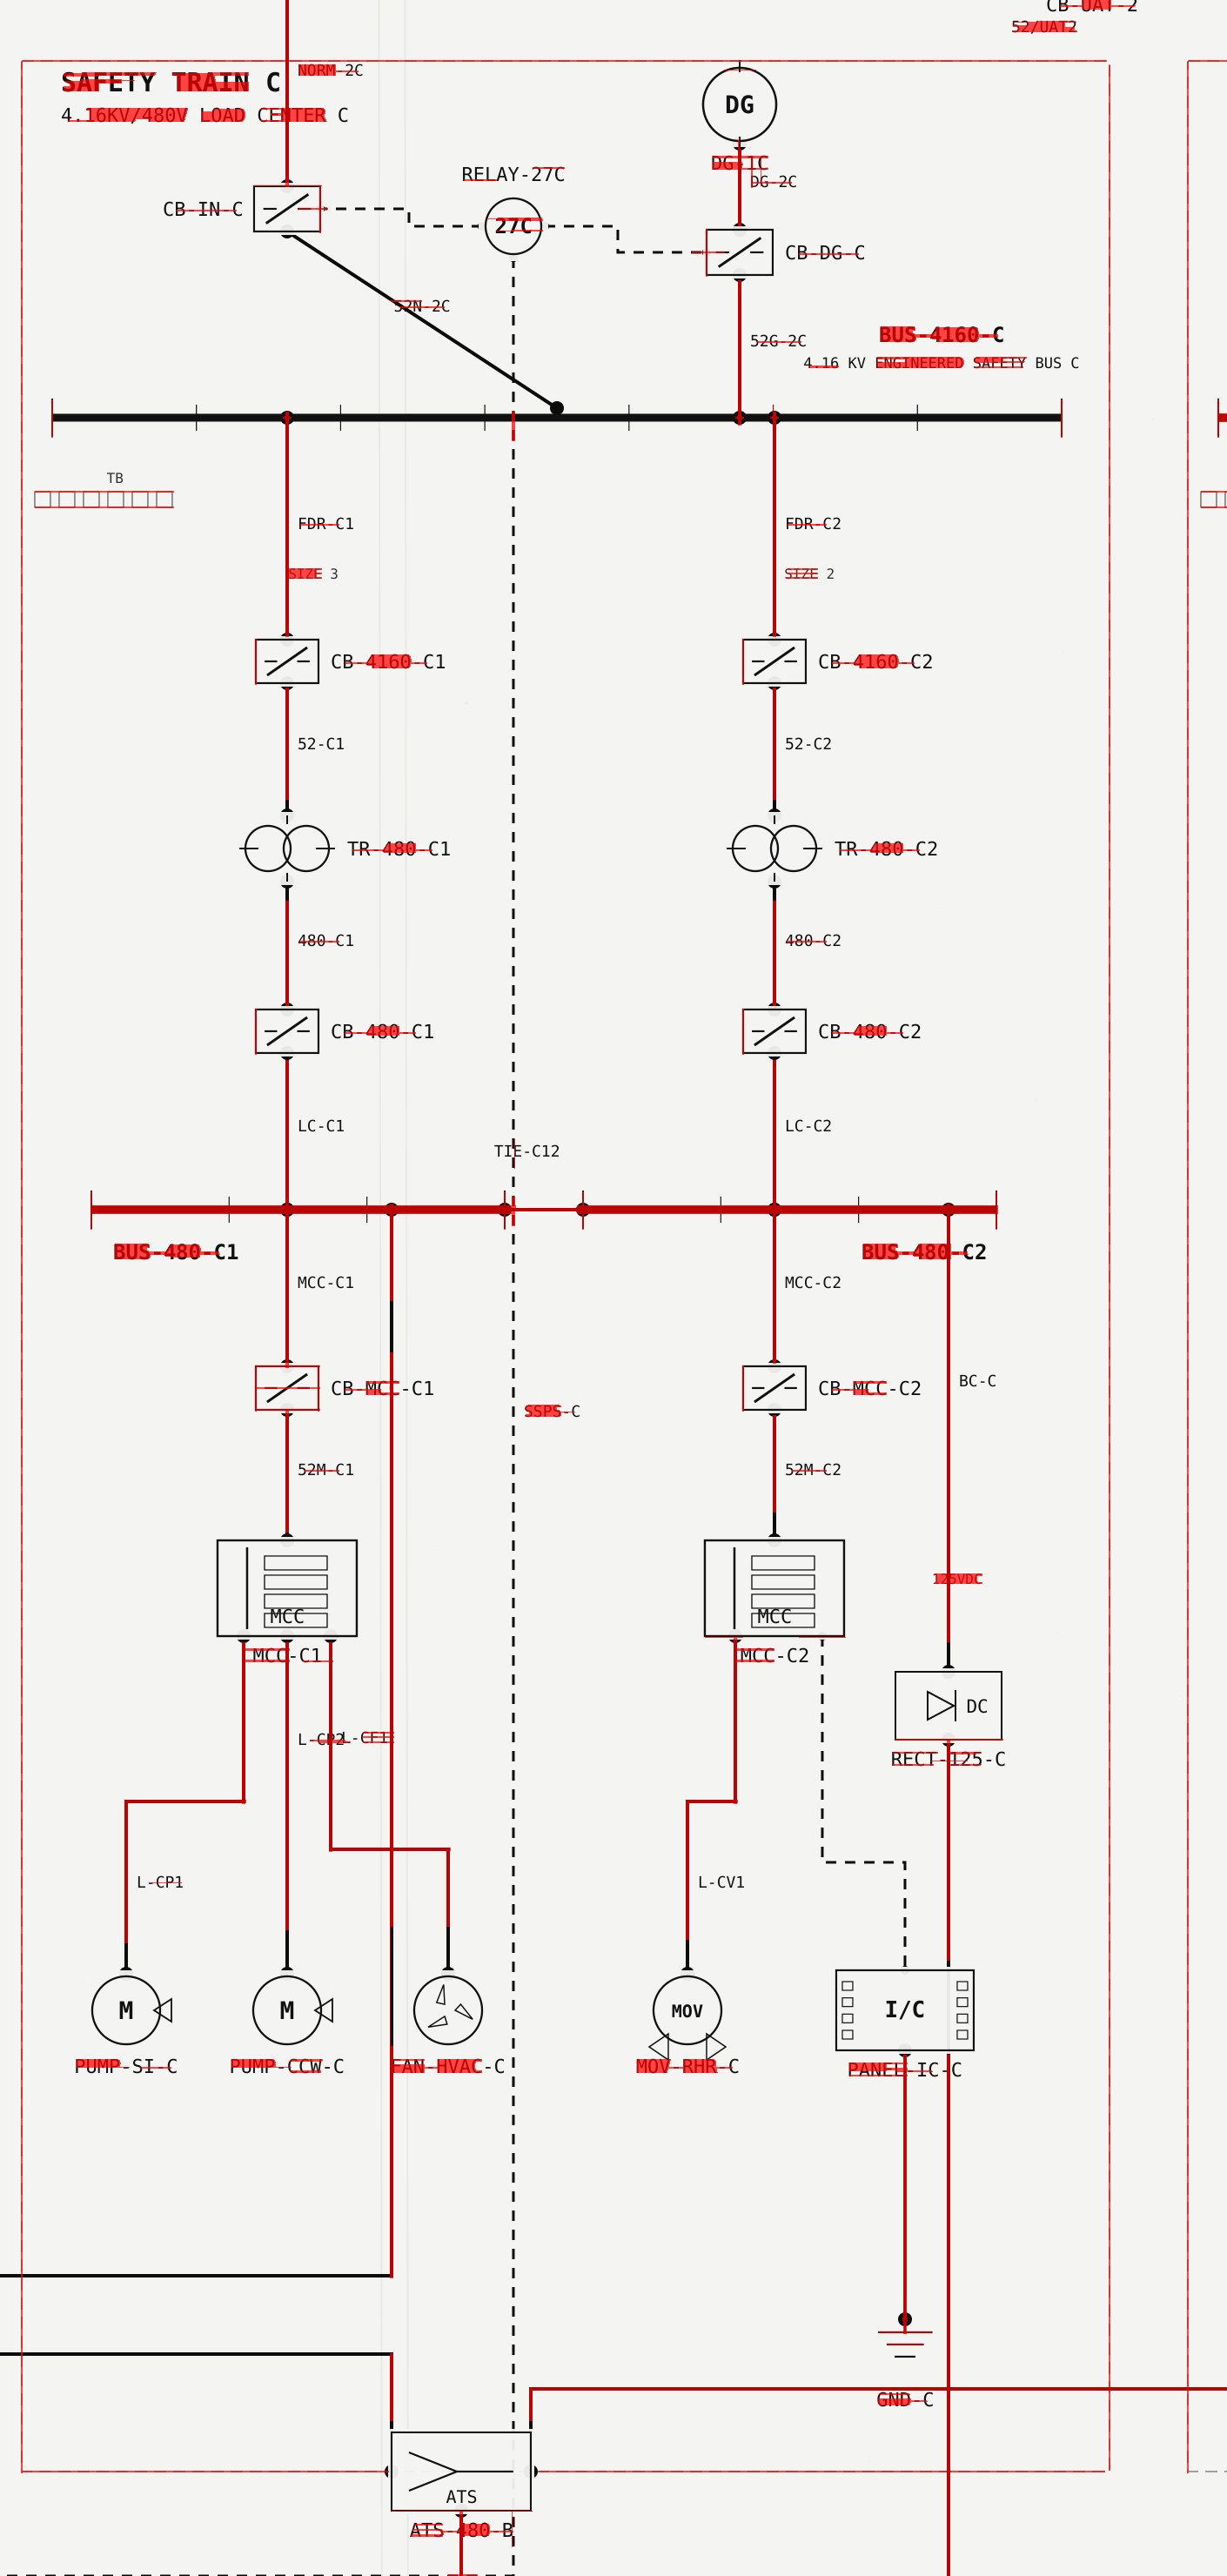 CB-UAT-2
52/UAT2
SAFETY TRAIN C
4.16KV/480V LOAD CENTER C
NORM-2C
DG
DG-1C
DG-2C
RELAY-27C
CB-IN-C
27C
CB-DG-C
52N-2C
52G-2C
BUS-4160-C
4.16 KV ENGINEERED SAFETY BUS C
TB
FDR-C1
FDR-C2
SIZE 3
SIZE 2
CB-4160-C1
CB-4160-C2
52-C1
52-C2
TR-480-C1
TR-480-C2
480-C1
480-C2
CB-480-C1
CB-480-C2
LC-C1
LC-C2
TIE-C12
BUS-480-C1
BUS-480-C2
MCC-C1
MCC-C2
CB-MCC-C1
CB-MCC-C2
BC-C
SSPS-C
52M-C1
52M-C2
125VDC
MCC
MCC
MCC-C1
MCC-C2
DC
RECT-125-C
L-CP2
L-CF1
L-CP1
L-CV1
M
M
MOV
I/C
PUMP-SI-C
PUMP-CCW-C
FAN-HVAC-C
MOV-RHR-C
PANEL-IC-C
GND-C
ATS
ATS-480-B